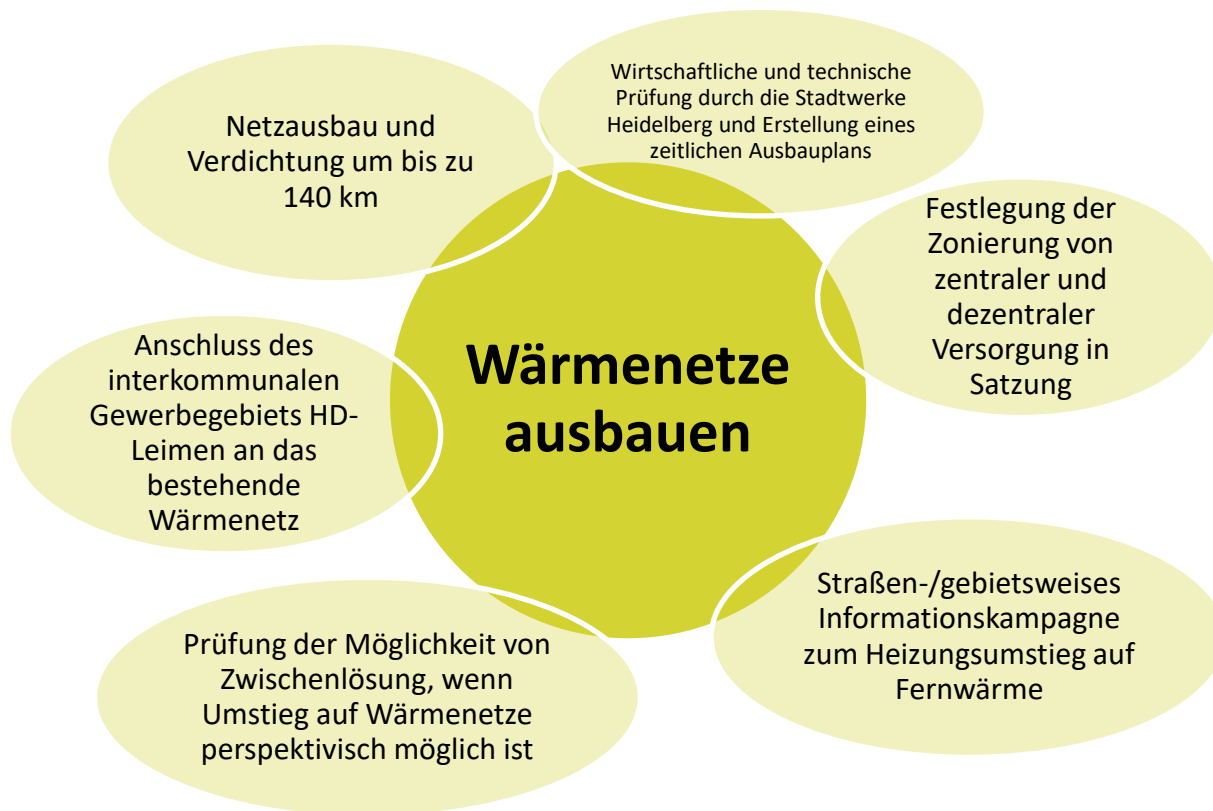 Wärmenetze
ausbauen
Wirtschaftliche und technische
Prüfung durch die Stadtwerke
Heidelberg und Erstellung eines
zeitlichen Ausbauplans
Festlegung der
Zonierung von
zentraler und
dezentraler
Versorgung in
Satzung
Straßen-/gebietsweises
Informationskampagne
zum Heizungsumstieg auf
Fernwärme
Prüfung der Möglichkeit von
Zwischenlösung, wenn
Umstieg auf Wärmenetze
perspektivisch möglich ist
Anschluss des
interkommunalen
Gewerbegebiets HD-
Leimen an das
bestehende
Wärmenetz
Netzausbau und
Verdichtung um bis zu
140 km